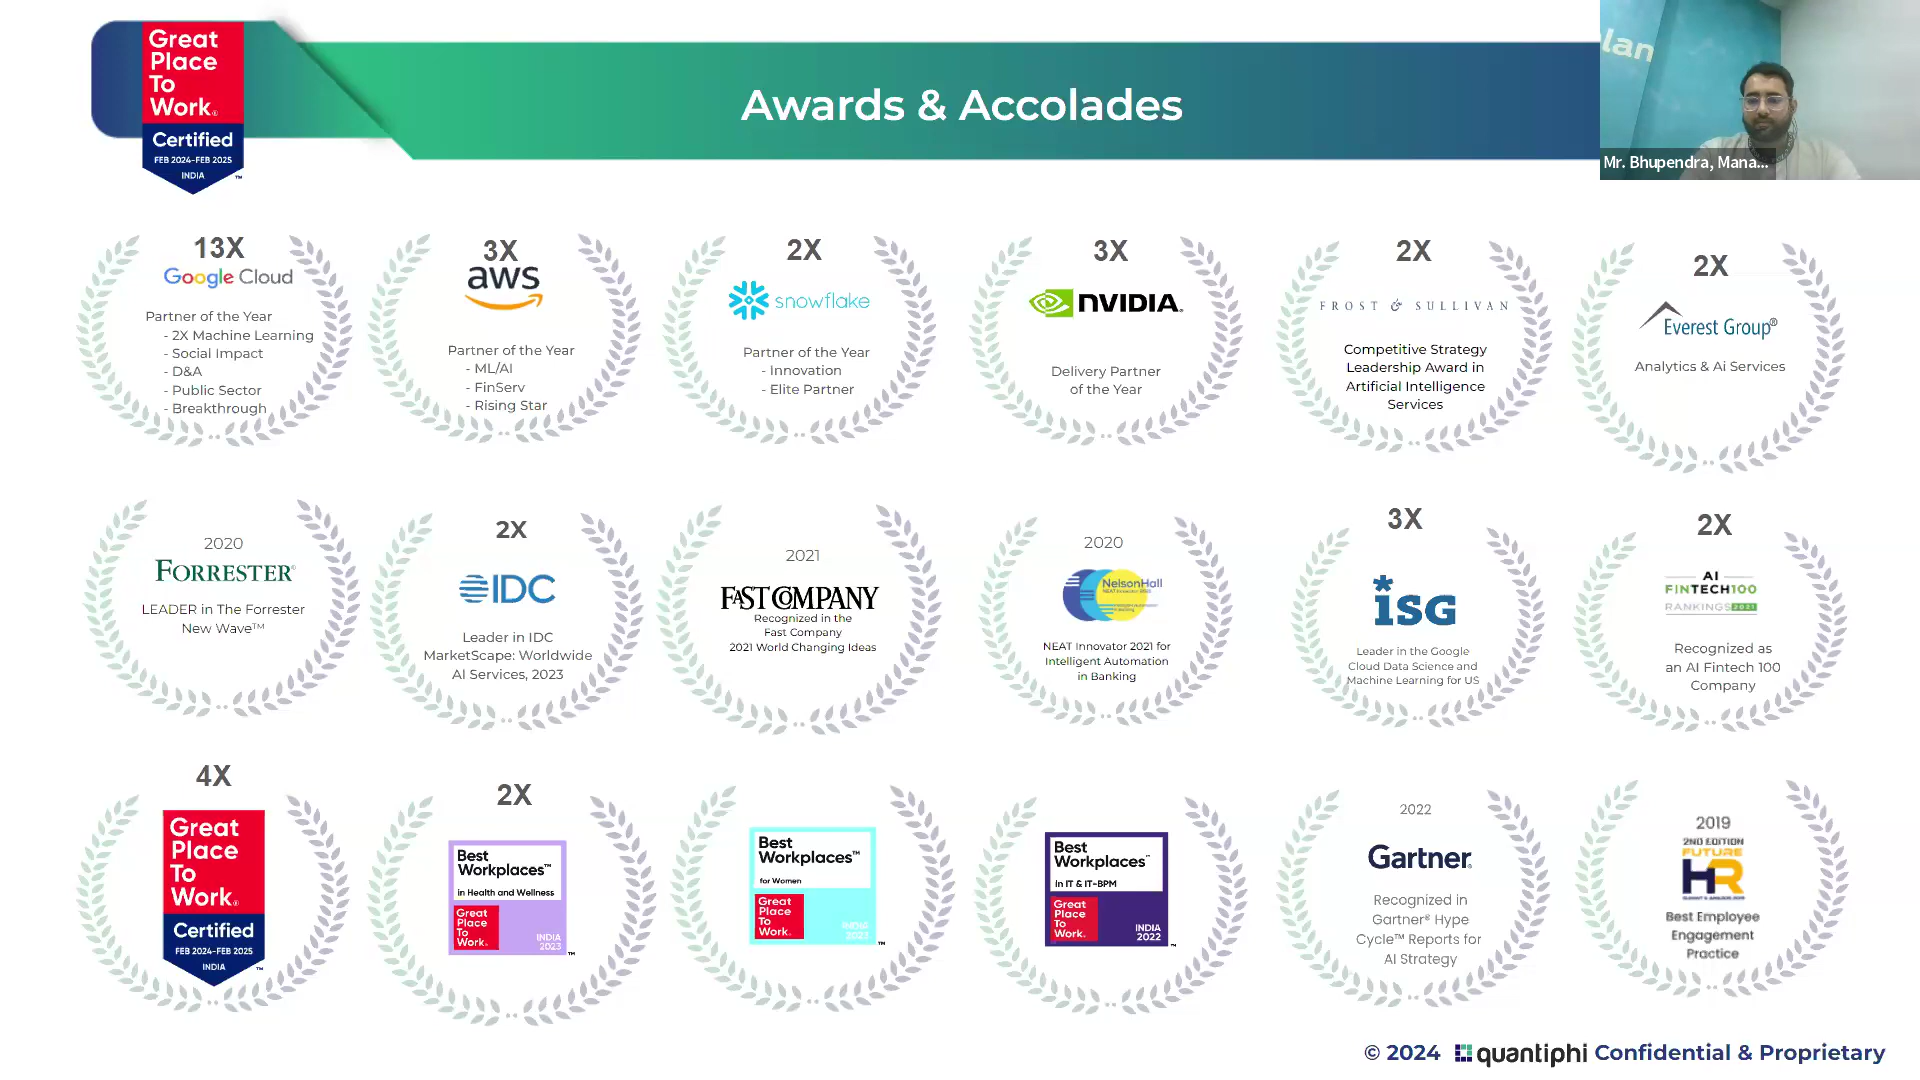 Great
Place
To
Work.
Certified
FEB 2024-FEB 2025
INDIA
™
Awards & Accolades
lan
Mr. Bhupendra, Mana...
13X
Google Cloud
Partner of the Year
- 2X Machine Learning
- Social Impact
- D&A
- Public Sector
- Breakthrough
3X
aws
Partner of the Year
- ML/AI
- FinServ
- Rising Star
2X
snowflake
Partner of the Year
- Innovation
- Elite Partner
3X
NVIDIA.
Delivery Partner
of the Year
2X
FROST & SULLIVAN
Competitive Strategy
Leadership Award in
Artificial Intelligence
Services
2X
Everest Group®
Analytics & Ai Services
2020
FORRESTER®
LEADER in The Forrester
New Wave™
2X
IDC
Leader in IDC
MarketScape: Worldwide
AI Services, 2023
2021
FAST COMPANY
Recognized in the
Fast Company
2021 World Changing Ideas
2020
NelsonHall
NEAT Innovator 2021 for
Intelligent Automation
in Banking
3X
ISG
Leader in the Google
Cloud Data Science and
Machine Learning for US
2X
AI
FINTECH100
RANKINGS 2021
Recognized as
an AI Fintech 100
Company
4X
Great
Place
To
Work®
Certified
FEB 2024-FEB 2025
INDIA
™
2X
Best
Workplaces™
in Health and Wellness
Great
Place
To
Work.
INDIA
2023
™
Best
Workplaces™
for Women
Great
Place
To
Work.
INDIA
2023
™
Best
Workplaces™
In IT & IT-BPM
Great
Place
To
Work.
INDIA
2022
™
2022
Gartner®
Recognized in
Gartner® Hype
Cycle™ Reports for
AI Strategy
2019
2ND EDITION
FUTURE
HR
Best Employee
Engagement
Practice
© 2024 quantiphi Confidential & Proprietary